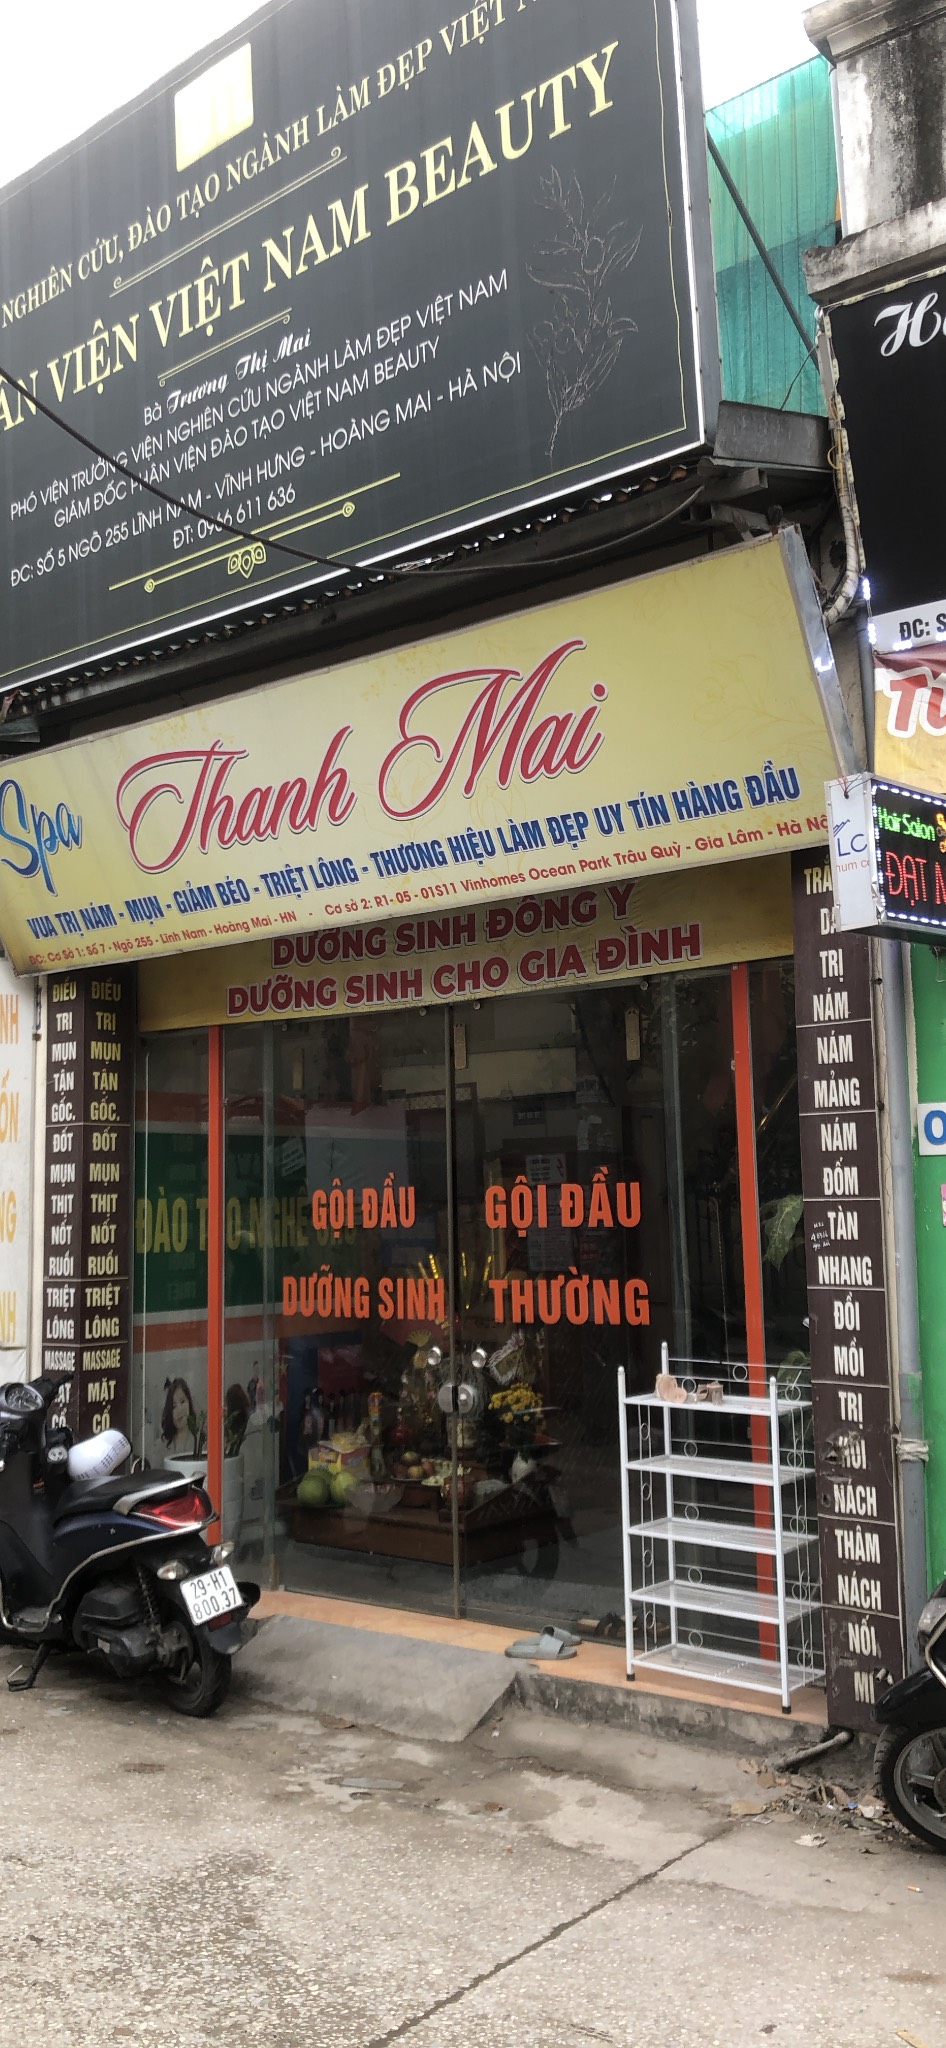 NGHIÊN CỨU, ĐÀO TẠO NGÀNH LÀM ĐẸP VIỆT
VIỆN VIỆT NAM BEAUTY
Bà Trương Thị Mai
PHÓ VIỆN TRƯỞNG VIỆN NGHIÊN CỨU NGÀNH LÀM ĐẸP VIỆT NAM
GIÁM ĐỐC PHÂN VIỆN ĐÀO TẠO VIỆT NAM BEAUTY
ĐC: SỐ 5 NGÕ 255 LĨNH NAM - VĨNH HƯNG - HOÀNG MAI - HÀ NỘI
ĐT: 0966 611 636
Spa Thanh Mai
VUA TRỊ NÁM - MỤN - GIẢM BÉO - TRIỆT LÔNG - THƯƠNG HIỆU LÀM ĐẸP UY TÍN HÀNG ĐẦU
ĐC: Cơ Sở 1: Số 7 - Ngõ 255 - Lĩnh Nam - Hoàng Mai - HN - Cơ sở 2: R1- 05 - 01S11 Vinhomes Ocean Park Trâu Quỳ - Gia Lâm - Hà Nội
DƯỠNG SINH ĐÔNG Y
DƯỠNG SINH CHO GIA ĐÌNH
ĐIỀU
TRỊ
MỤN
TẬN
GỐC.
ĐỐT
MỤN
THỊT
NỐT
RUỒI
TRIỆT
LÔNG
MASSAGE
CỔ
ĐIỀU
TRỊ
MỤN
TẬN
GỐC.
ĐỐT
MỤN
THỊT
NỐT
RUỒI
TRIỆT
LÔNG
MASSAGE
MẶT
CỔ
GỘI ĐẦU
DƯỠNG SINH
GỘI ĐẦU
THƯỜNG
ĐÀO TẠO NGHỀ
DA
TRỊ
NÁM
NÁM
MẢNG
NÁM
ĐỐM
TÀN
NHANG
ĐỒI
MỒI
TRỊ
HÔI
NÁCH
THÂM
NÁCH
NỐI
MI
29-H1
800.37
ĐC: S
Hair Salon
ĐẠT
LC